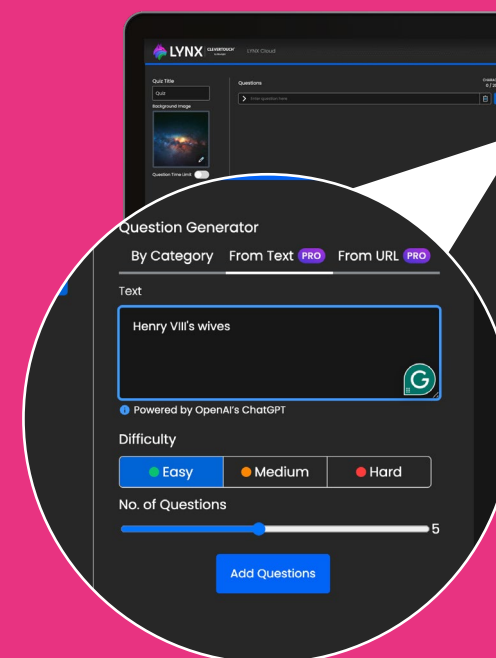 LYNX CLEVERTOUCH LYNX Cloud
Quiz Title
Quiz
Background Image
Question Time Limit
Questions
Enter question here
Question Generator
By Category From Text PRO From URL PRO
Text
Henry VIII's wives
G
Powered by OpenAI's ChatGPT
Difficulty
Easy Medium Hard
No. of Questions
5
Add Questions